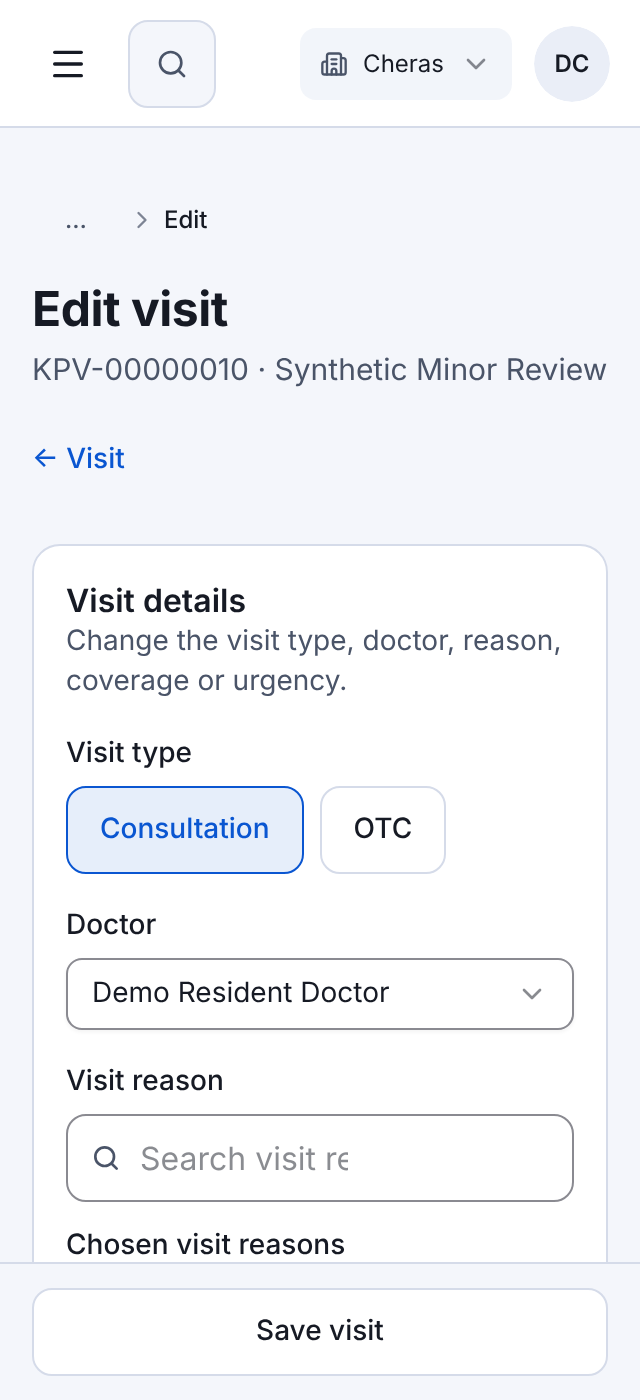 Cheras
DC
...
Edit
Edit visit
KPV-00000010 · Synthetic Minor Review
← Visit
Visit details
Change the visit type, doctor, reason,
coverage or urgency.
Visit type
Consultation
OTC
Doctor
Demo Resident Doctor
Visit reason
Search visit re
Chosen visit reasons
Save visit